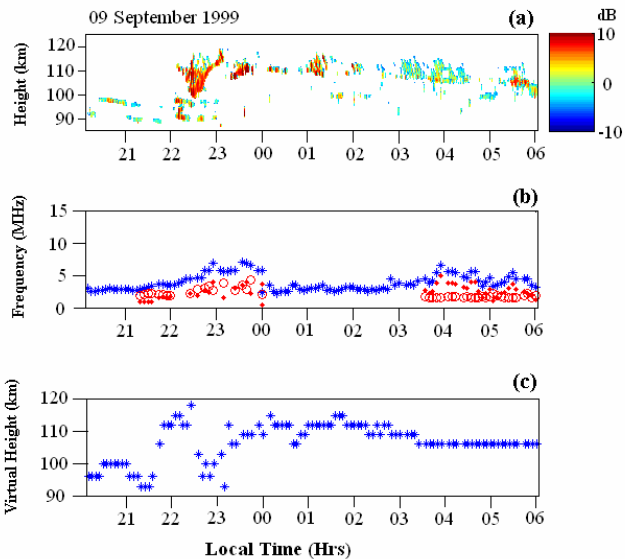 09 September 1999
(a)
dB
Height (km)
120
110
100
90
10
0
-10
21 22 23 00 01 02 03 04 05 06
(b)
Frequency (MHz)
15
10
5
0
21 22 23 00 01 02 03 04 05 06
(c)
Virtual Height (km)
120
110
100
90
21 22 23 00 01 02 03 04 05 06
Local Time (Hrs)